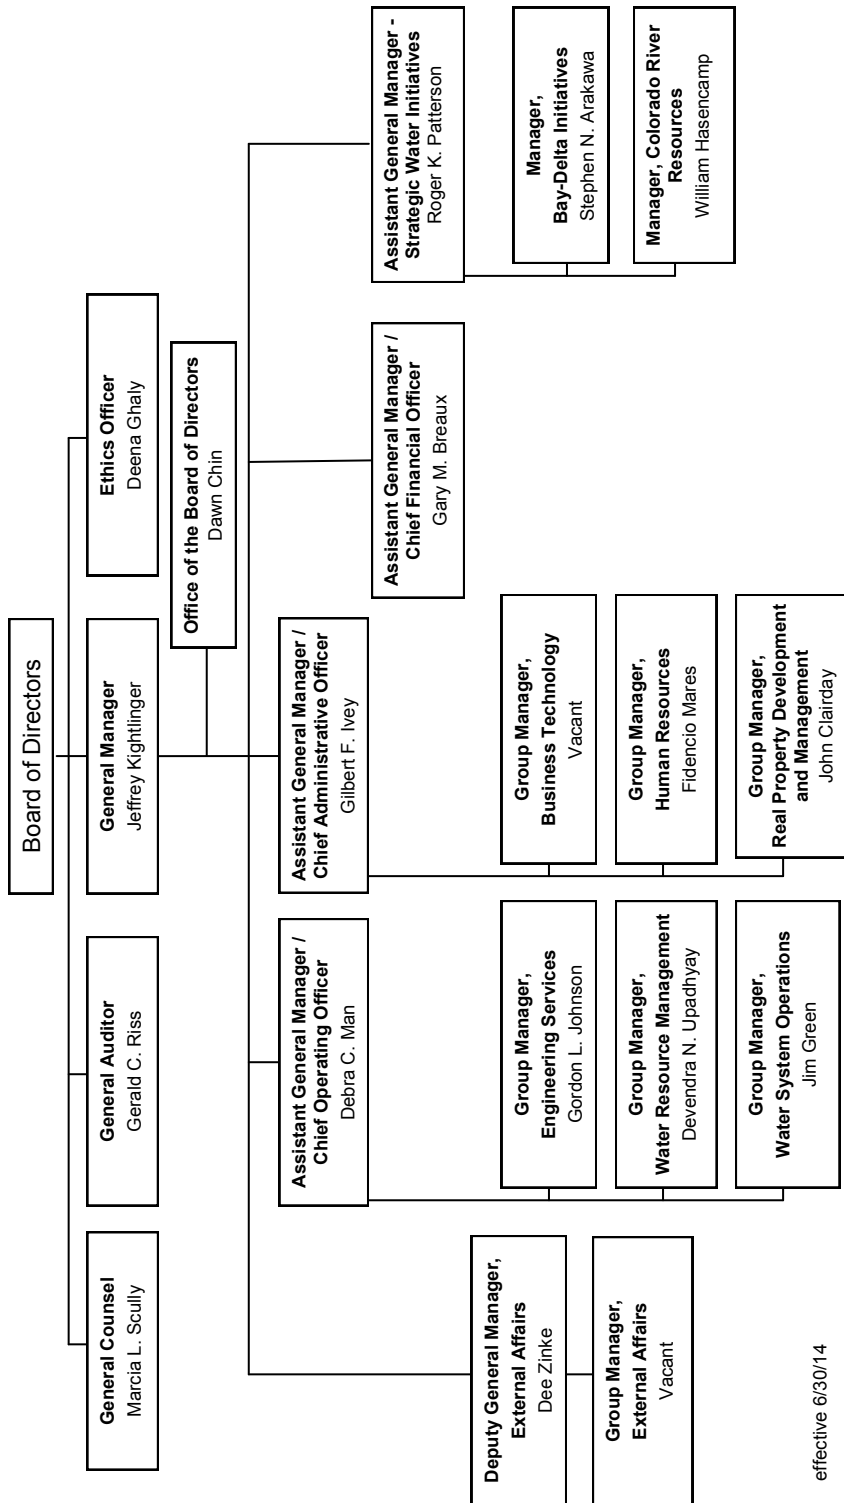 Board of Directors
General Counsel
Marcia L. Scully
General Auditor
Gerald C. Riss
General Manager
Jeffrey Kightlinger
Ethics Officer
Deena Ghaly
Office of the Board of Directors
Dawn Chin
Assistant General Manager /
Chief Operating Officer
Debra C. Man
Assistant General Manager /
Chief Administrative Officer
Gilbert F. Ivey
Assistant General Manager /
Chief Financial Officer
Gary M. Breaux
Assistant General Manager -
Strategic Water Initiatives
Roger K. Patterson
Deputy General Manager,
External Affairs
Dee Zinke
Group Manager,
External Affairs
Vacant
Group Manager,
Engineering Services
Gordon L. Johnson
Group Manager,
Water Resource Management
Devendra N. Upadhyay
Group Manager,
Water System Operations
Jim Green
Group Manager,
Business Technology
Vacant
Group Manager,
Human Resources
Fidencio Mares
Group Manager,
Real Property Development
and Management
John Clairday
Manager,
Bay-Delta Initiatives
Stephen N. Arakawa
Manager, Colorado River
Resources
William Hasencamp
effective 6/30/14